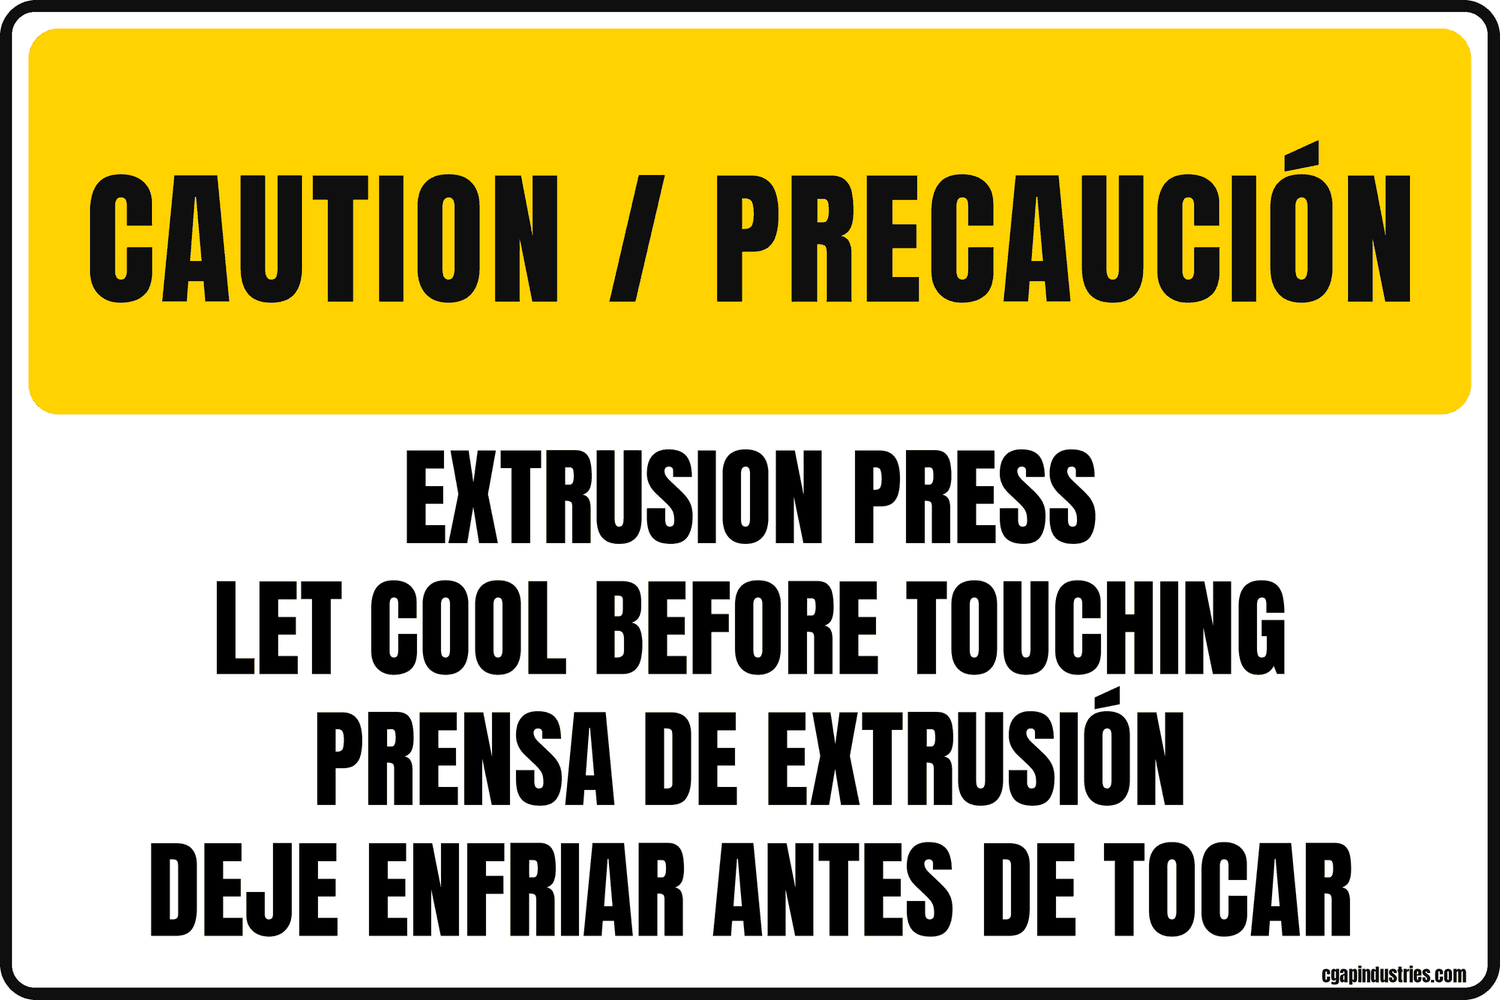 CAUTION / PRECAUCIÓN
EXTRUSION PRESS
LET COOL BEFORE TOUCHING
PRENSA DE EXTRUSIÓN
DEJE ENFRIAR ANTES DE TOCAR
cgapindustries.com